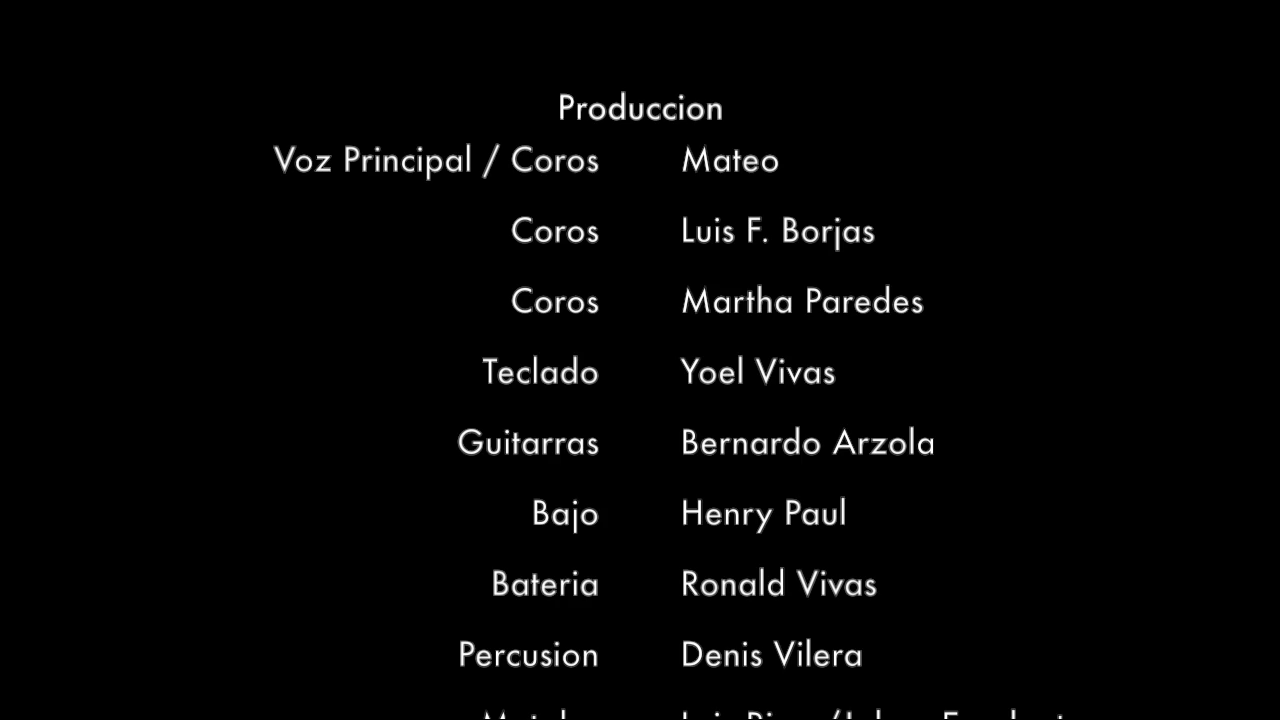 Produccion
Voz Principal / Coros Mateo
Coros Luis F. Borjas
Coros Martha Paredes
Teclado Yoel Vivas
Guitarras Bernardo Arzola
Bajo Henry Paul
Bateria Ronald Vivas
Percusion Denis Vilera